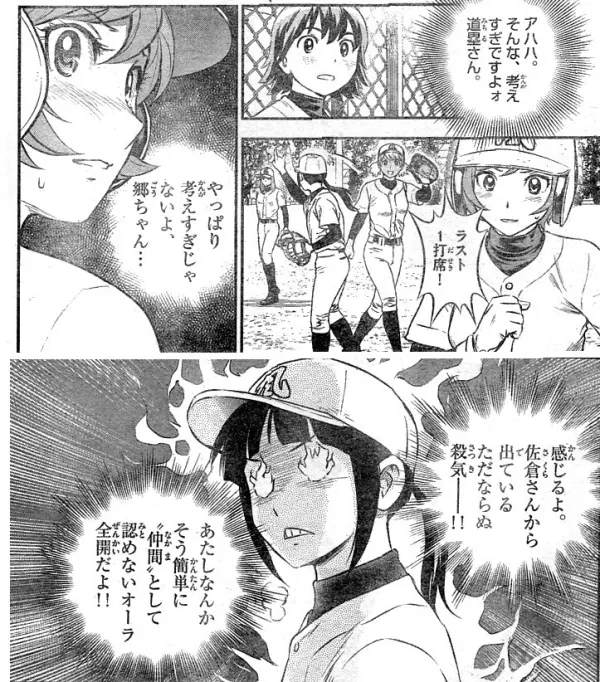 アハハ。
そんな、考え
すぎですよォ
道塁さん。
ラスト
1打席!
やっぱり
考えすぎじゃ
ないよ、
郷ちゃん…
感じるよ。
佐倉さんから
出ている
ただならぬ
殺気――!!
あたしなんか
そう簡単に
〝仲間〟として
認めないオーラ
全開だよ!!